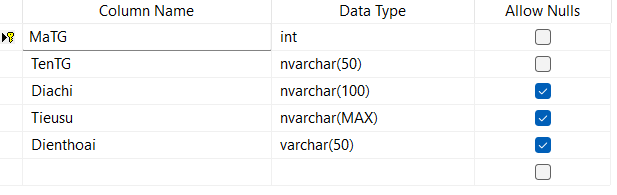 Column Name Data Type Allow Nulls
MaTG int
TenTG nvarchar(50)
Diachi nvarchar(100)
Tieusu nvarchar(MAX)
Dienthoai varchar(50)